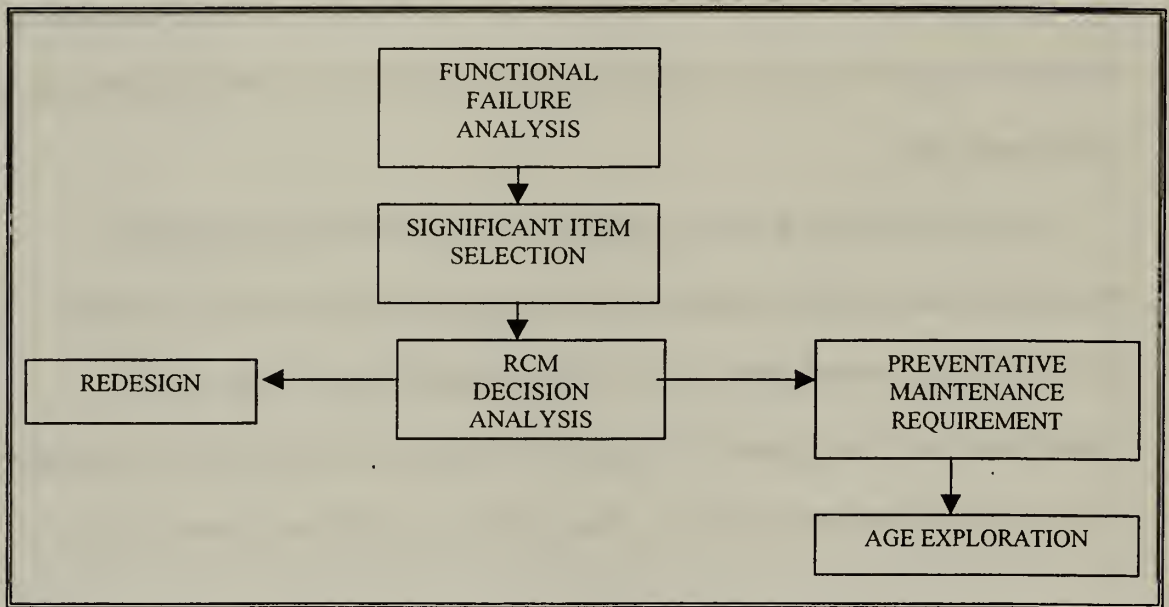 FUNCTIONAL
FAILURE
ANALYSIS
SIGNIFICANT ITEM
SELECTION
REDESIGN
RCM
DECISION
ANALYSIS
PREVENTATIVE
MAINTENANCE
REQUIREMENT
AGE EXPLORATION